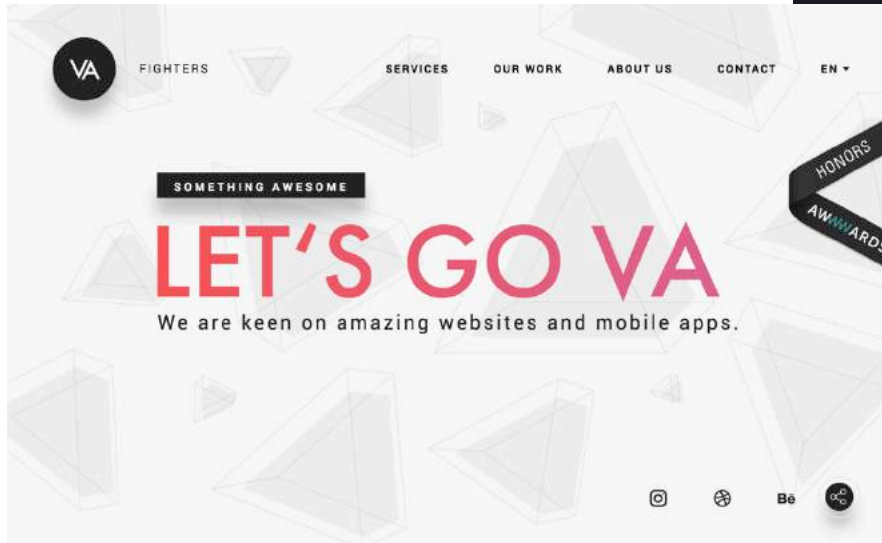 VA
FIGHTERS
SERVICES
OUR WORK
ABOUT US
CONTACT
EN
HONORS
AWWWARDS
SOMETHING AWESOME
LET'S GO VA
We are keen on amazing websites and mobile apps.
Bē